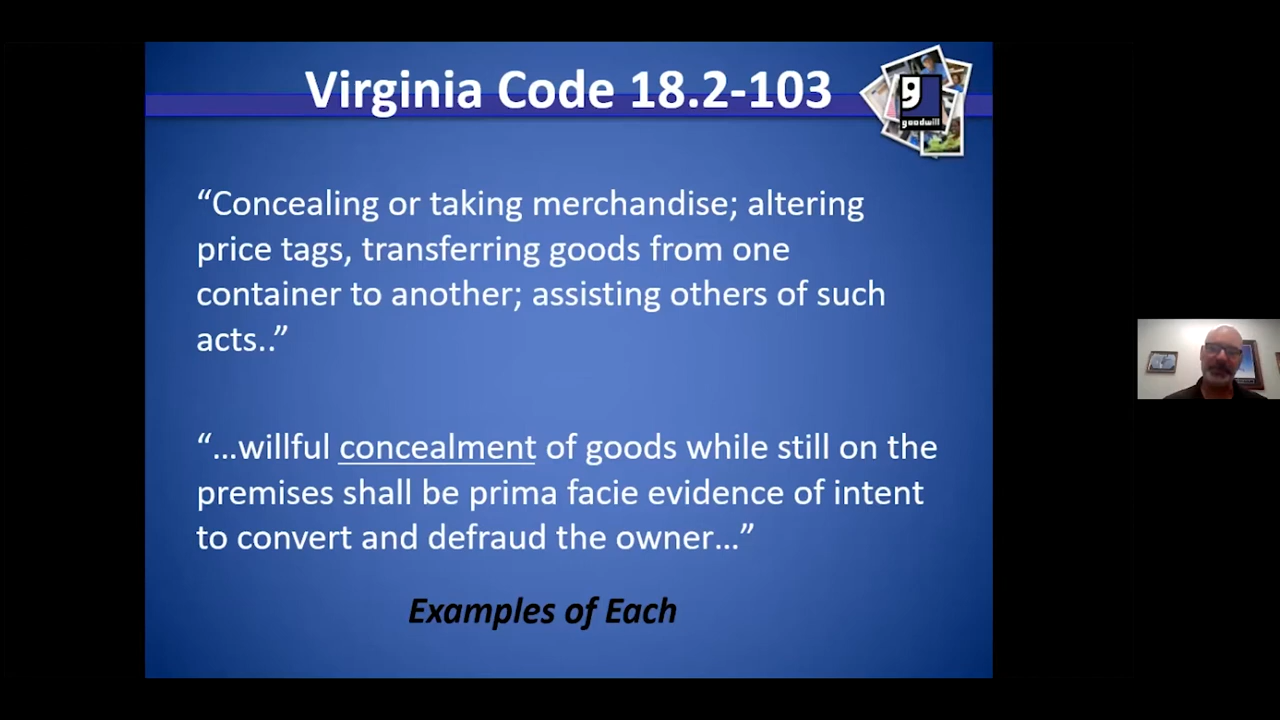 Virginia Code 18.2-103
goodwill
“Concealing or taking merchandise; altering
price tags, transferring goods from one
container to another; assisting others of such
acts..”
“…willful concealment of goods while still on the
premises shall be prima facie evidence of intent
to convert and defraud the owner…”
Examples of Each